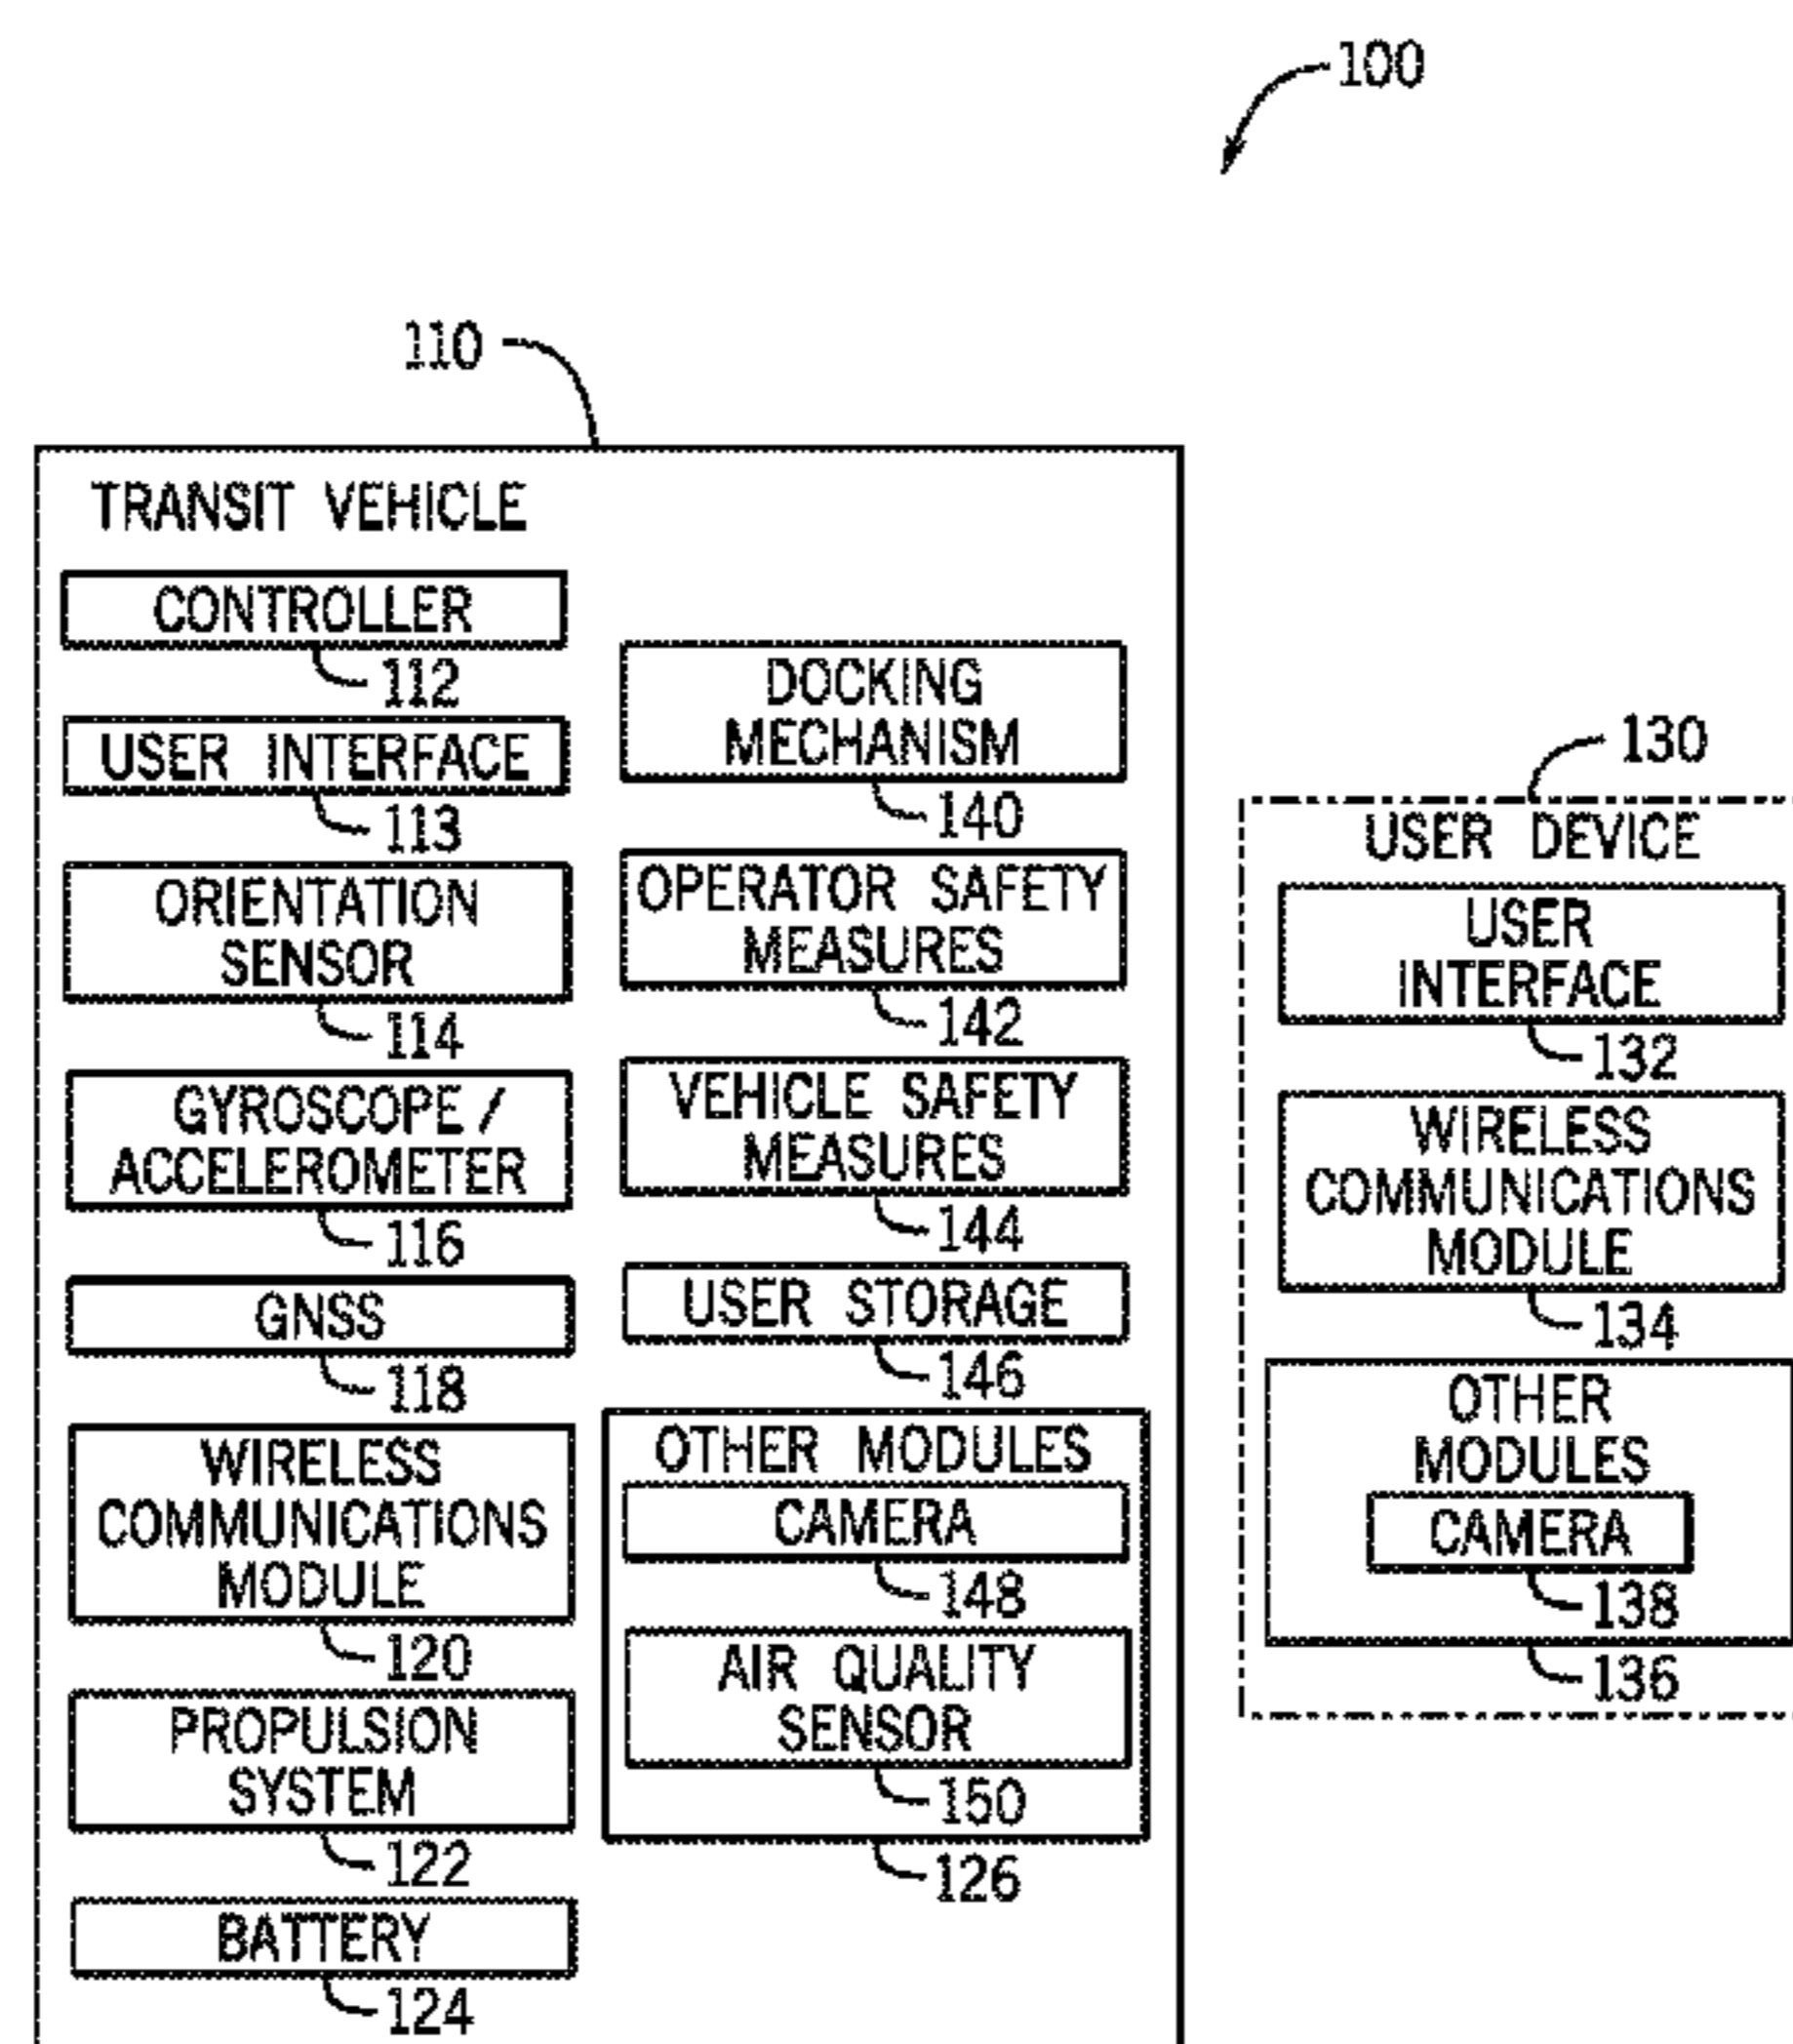 100
110
TRANSIT VEHICLE
CONTROLLER
112
USER INTERFACE
113
ORIENTATION
SENSOR
114
GYROSCOPE /
ACCELEROMETER
116
GNSS
118
WIRELESS
COMMUNICATIONS
MODULE
120
PROPULSION
SYSTEM
122
BATTERY
124
DOCKING
MECHANISM
140
OPERATOR SAFETY
MEASURES
142
VEHICLE SAFETY
MEASURES
144
USER STORAGE
146
OTHER MODULES
CAMERA
148
AIR QUALITY
SENSOR
150
126
130
USER DEVICE
USER
INTERFACE
132
WIRELESS
COMMUNICATIONS
MODULE
134
OTHER
MODULES
CAMERA
138
136